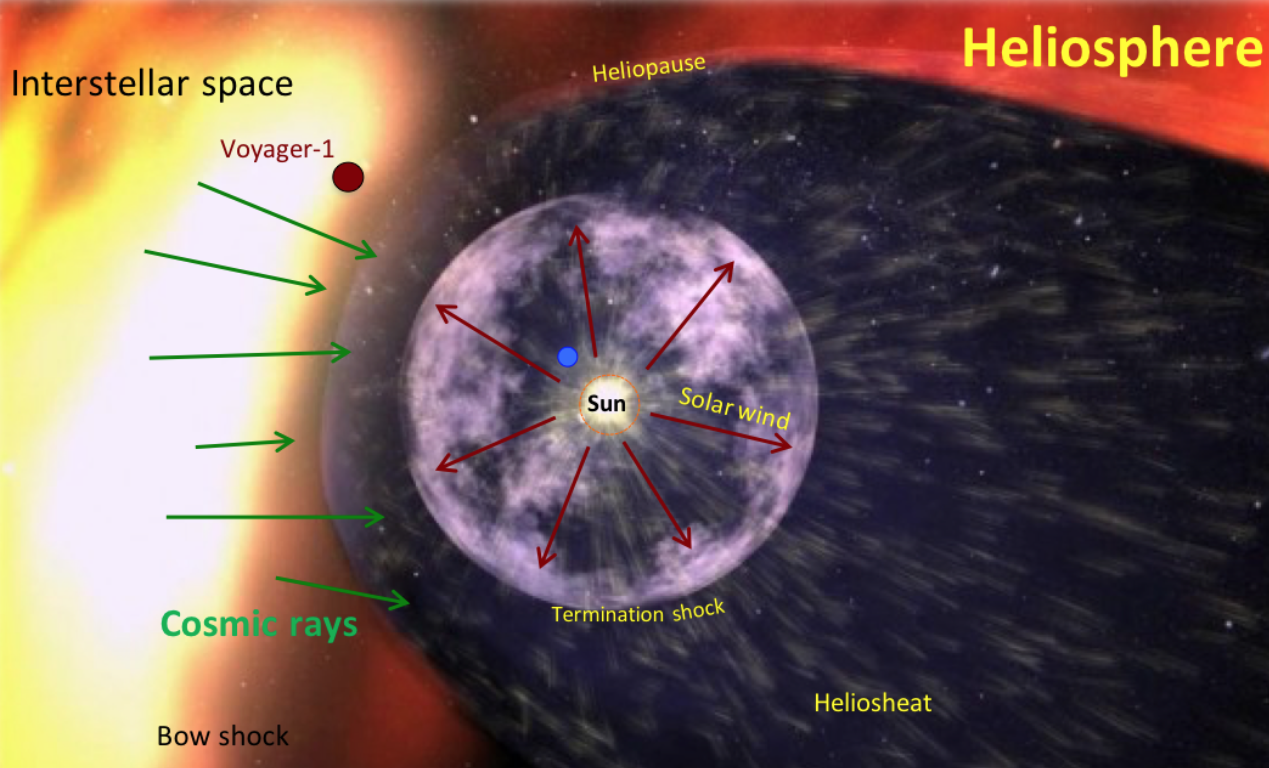 Heliosphere
Heliopause
Interstellar space
Voyager-1
Sun
Solar wind
Termination shock
Cosmic rays
Heliosheat
Bow shock